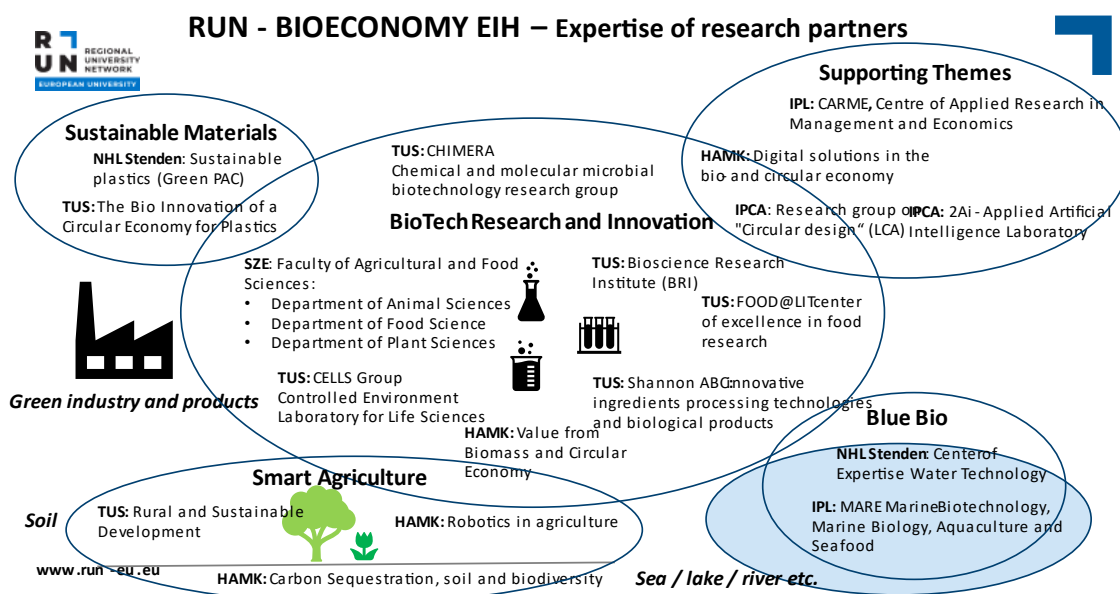 RUN - BIOECONOMY EIH – Expertise of research partners
R
UN
REGIONAL
UNIVERSITY
NETWORK
EUROPEAN UNIVERSITY
Supporting Themes
IPL: CARME, Centre of Applied Research in
Management and Economics
HAMK: Digital solutions in the
bio- and circular economy
IPCA: Research group on
"Circular design“ (LCA)
IPCA: 2Ai - Applied Artificial
Intelligence Laboratory
Sustainable Materials
NHL Stenden: Sustainable
plastics (Green PAC)
TUS: The Bio Innovation of a
Circular Economy for Plastics
TUS: CHIMERA
Chemical and molecular microbial
biotechnology research group
BioTech Research and Innovation
SZE: Faculty of Agricultural and Food
Sciences:
• Department of Animal Sciences
• Department of Food Science
• Department of Plant Sciences
TUS: Bioscience Research
Institute (BRI)
TUS: FOOD@LIT center
of excellence in food
research
TUS: CELLS Group
Controlled Environment
Laboratory for Life Sciences
TUS: Shannon ABC: innovative
ingredients processing technologies
and biological products
HAMK: Value from
Biomass and Circular
Economy
Green industry and products
Blue Bio
NHL Stenden: Center of
Expertise Water Technology
IPL: MARE Marine Biotechnology,
Marine Biology, Aquaculture and
Seafood
Smart Agriculture
Soil
TUS: Rural and Sustainable
Development
HAMK: Robotics in agriculture
www.run-eu.eu
HAMK: Carbon Sequestration, soil and biodiversity
Sea / lake / river etc.